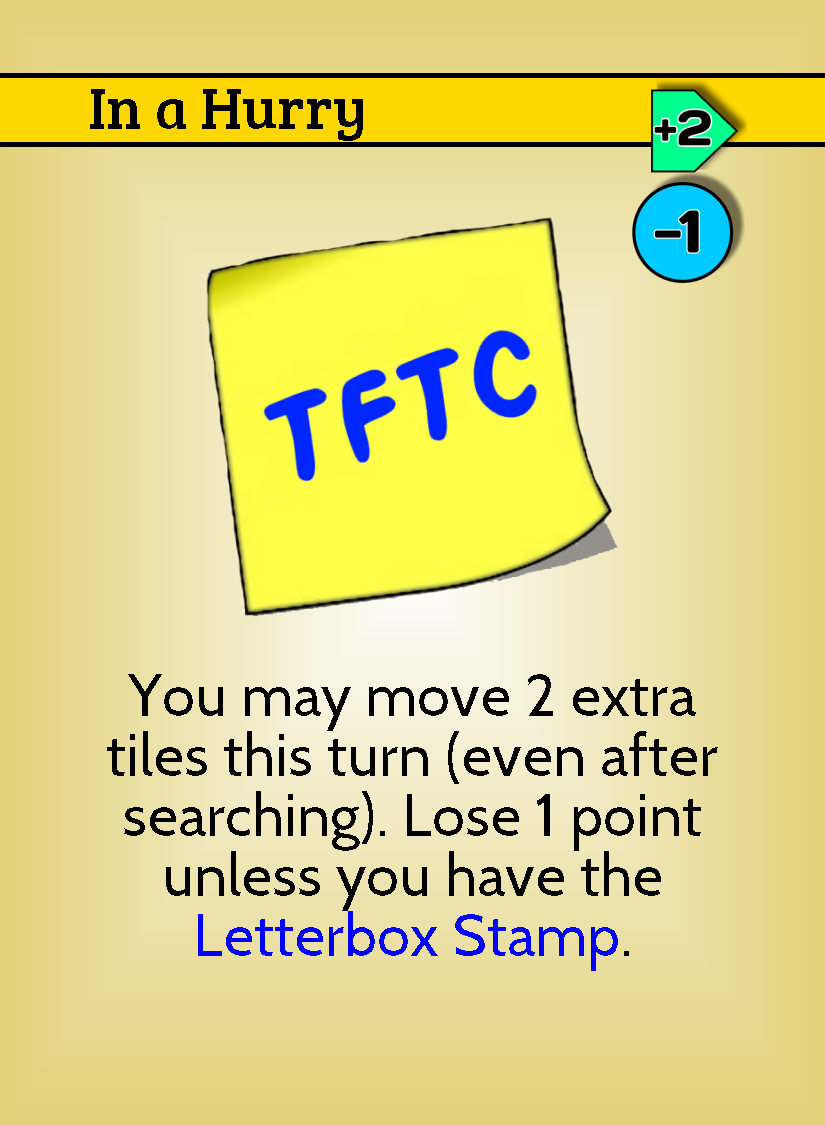 In a Hurry
+2
-1
TFTC
You may move 2 extra
tiles this turn (even after
searching). Lose 1 point
unless you have the
Letterbox Stamp.